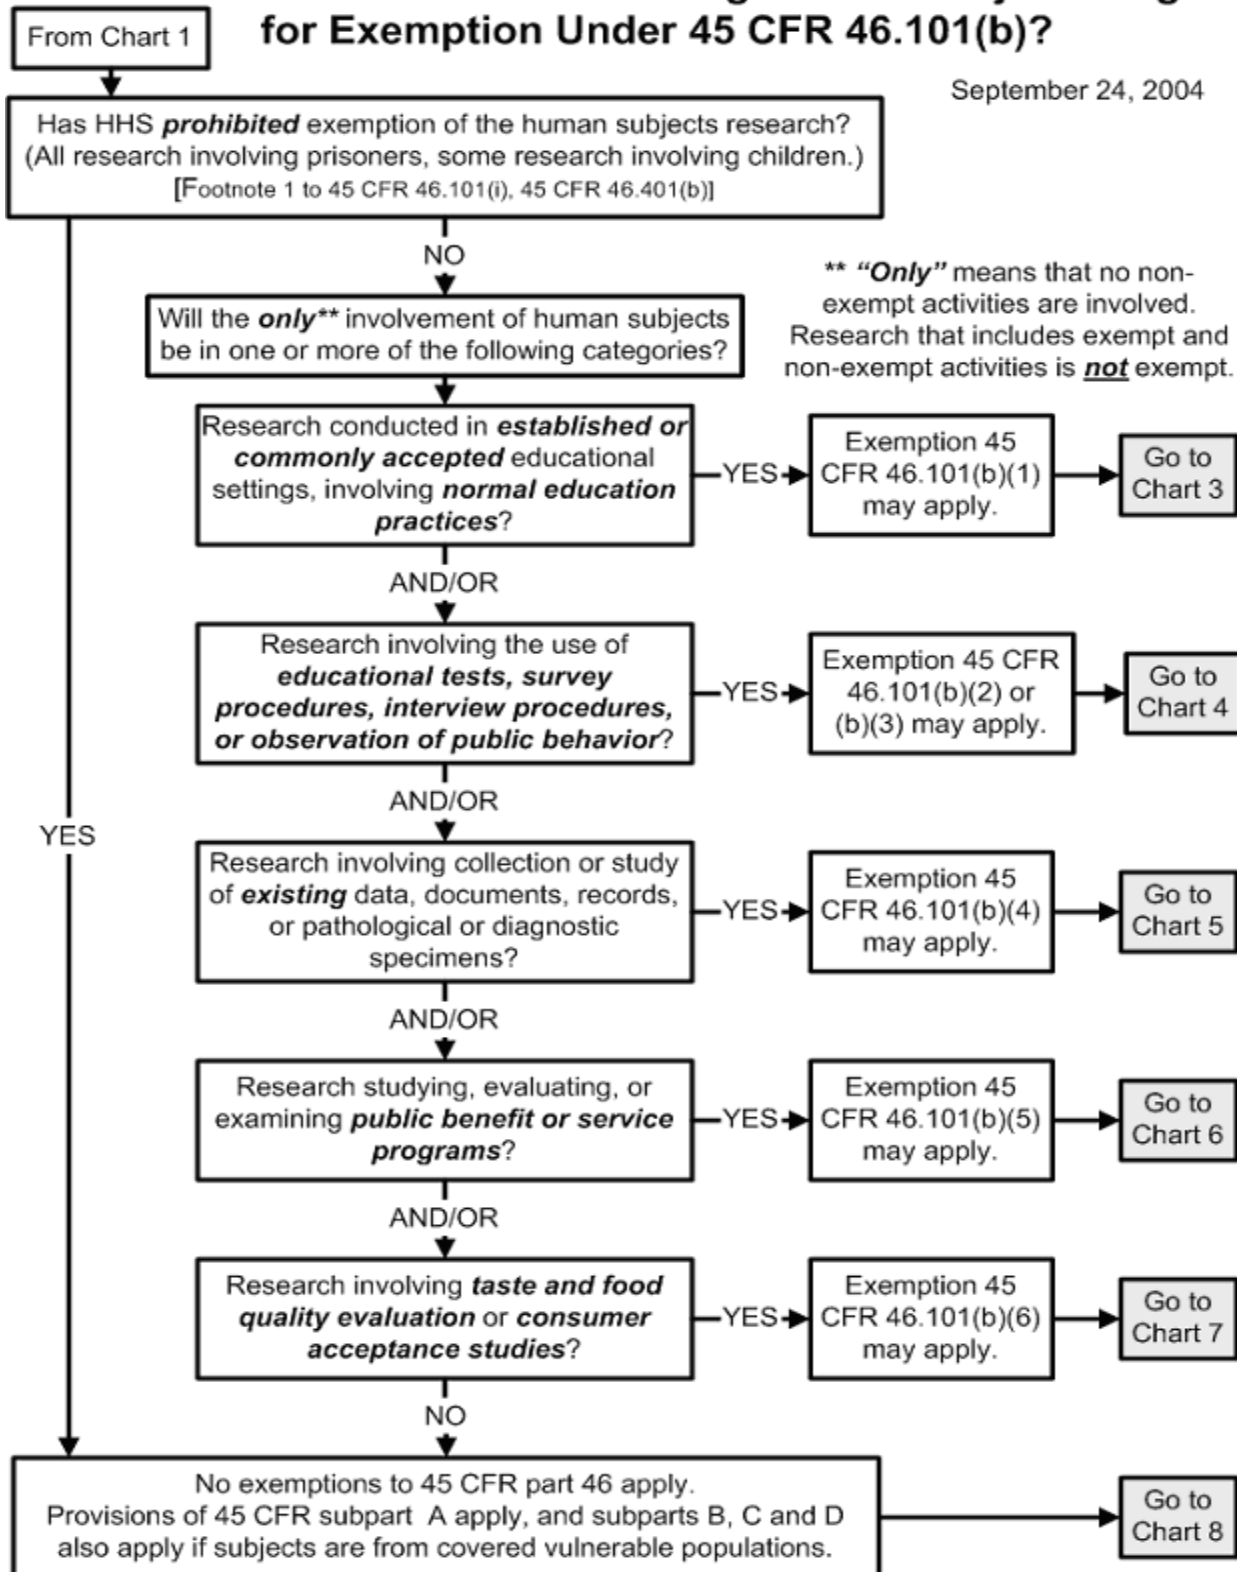 From Chart 1
for Exemption Under 45 CFR 46.101(b)?
September 24, 2004
Has HHS prohibited exemption of the human subjects research?
(All research involving prisoners, some research involving children.)
[Footnote 1 to 45 CFR 46.101(i), 45 CFR 46.401(b)]
NO
** “Only” means that no non-
exempt activities are involved.
Research that includes exempt and
non-exempt activities is not exempt.
Will the only** involvement of human subjects
be in one or more of the following categories?
Research conducted in established or
commonly accepted educational
settings, involving normal education
practices?
YES
Exemption 45
CFR 46.101(b)(1)
may apply.
Go to
Chart 3
AND/OR
Research involving the use of
educational tests, survey
procedures, interview procedures,
or observation of public behavior?
YES
Exemption 45 CFR
46.101(b)(2) or
(b)(3) may apply.
Go to
Chart 4
AND/OR
YES
Research involving collection or study
of existing data, documents, records,
or pathological or diagnostic
specimens?
YES
Exemption 45
CFR 46.101(b)(4)
may apply.
Go to
Chart 5
AND/OR
Research studying, evaluating, or
examining public benefit or service
programs?
YES
Exemption 45
CFR 46.101(b)(5)
may apply.
Go to
Chart 6
AND/OR
Research involving taste and food
quality evaluation or consumer
acceptance studies?
YES
Exemption 45
CFR 46.101(b)(6)
may apply.
Go to
Chart 7
NO
No exemptions to 45 CFR part 46 apply.
Provisions of 45 CFR subpart A apply, and subparts B, C and D
also apply if subjects are from covered vulnerable populations.
Go to
Chart 8